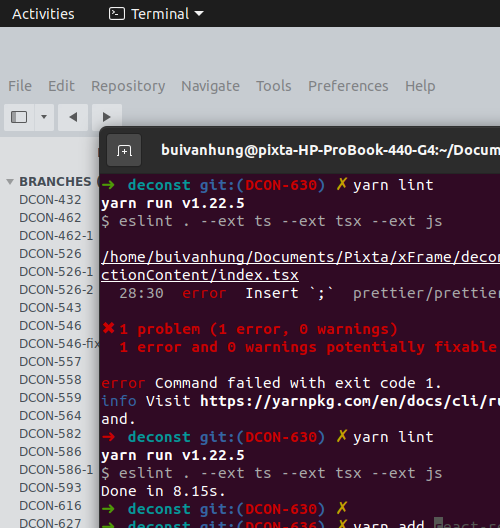 Activities Terminal
File Edit Repository Navigate Tools Preferences Help
buivanhung@pixta-HP-ProBook-440-G4:~/Docum
BRANCHES
DCON-432
DCON-462
DCON-462-1
DCON-526
DCON-526-1
DCON-526-2
DCON-543
DCON-546
DCON-546-fix
DCON-557
DCON-558
DCON-559
DCON-564
DCON-582
DCON-586
DCON-586-1
DCON-593
DCON-616
DCON-627
➜ deconst git:(DCON-630) ✗ yarn lint
yarn run v1.22.5
$ eslint . --ext ts --ext tsx --ext js
/home/buivanhung/Documents/Pixta/xFrame/decon
ctionContent/index.tsx
28:30 error Insert `;` prettier/prettier
✖ 1 problem (1 error, 0 warnings)
1 error and 0 warnings potentially fixable
error Command failed with exit code 1.
info Visit https://yarnpkg.com/en/docs/cli/ru
and.
➜ deconst git:(DCON-630) ✗ yarn lint
yarn run v1.22.5
$ eslint . --ext ts --ext tsx --ext js
Done in 8.15s.
➜ deconst git:(DCON-630) ✗
➜ deconst git:(DCON-636) ✗ yarn add react-r